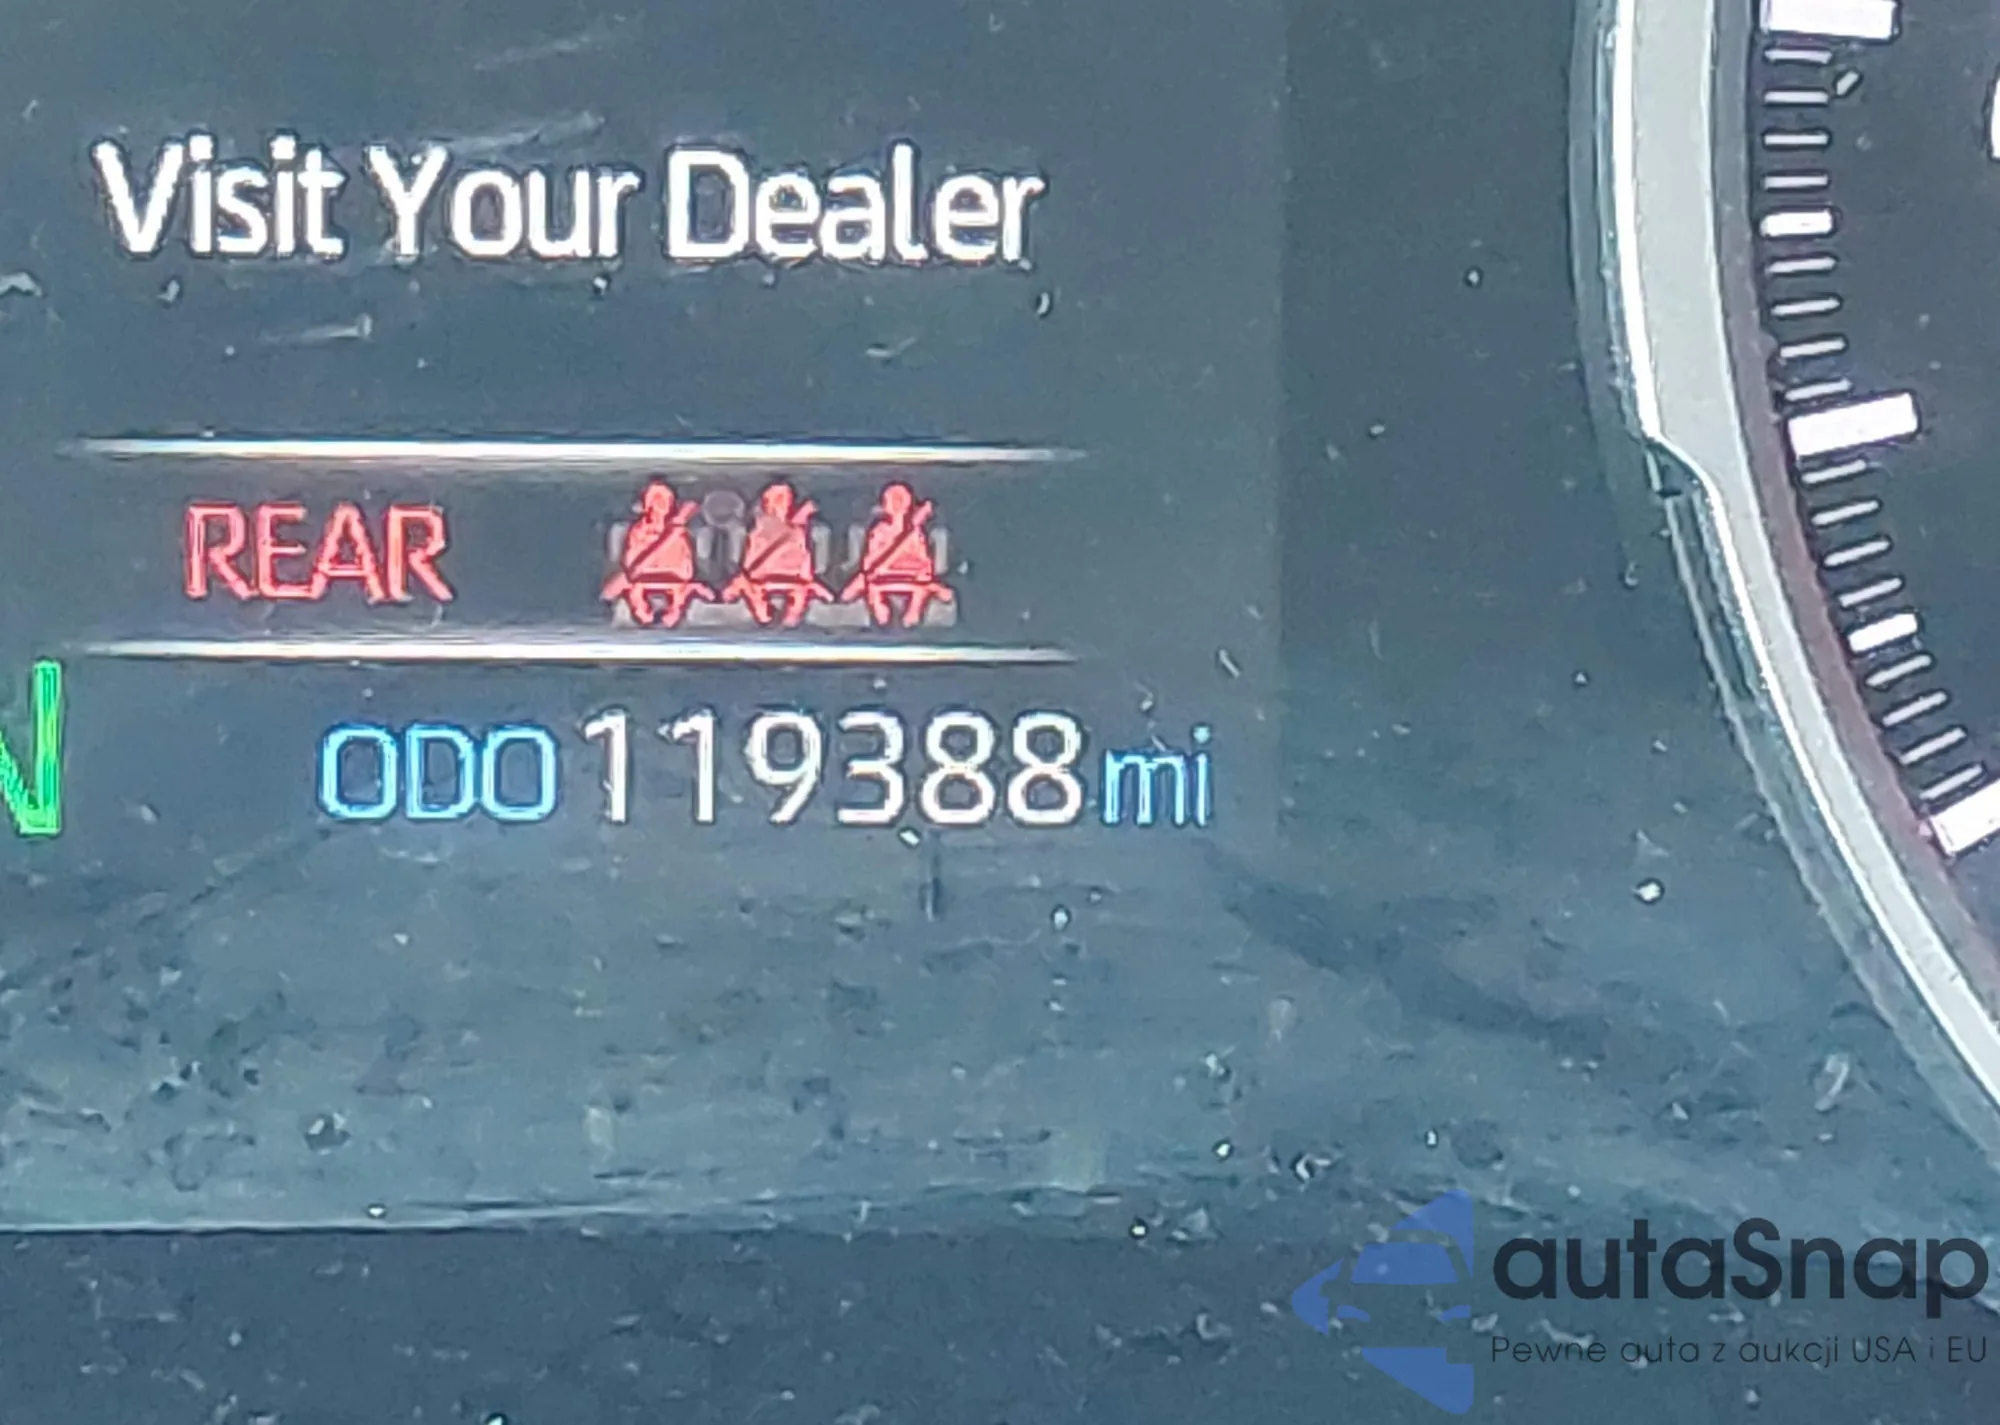 Visit Your Dealer
REAR
N
ODO 119388 mi
autaSnap
Pewne auta z aukcji USA i EU